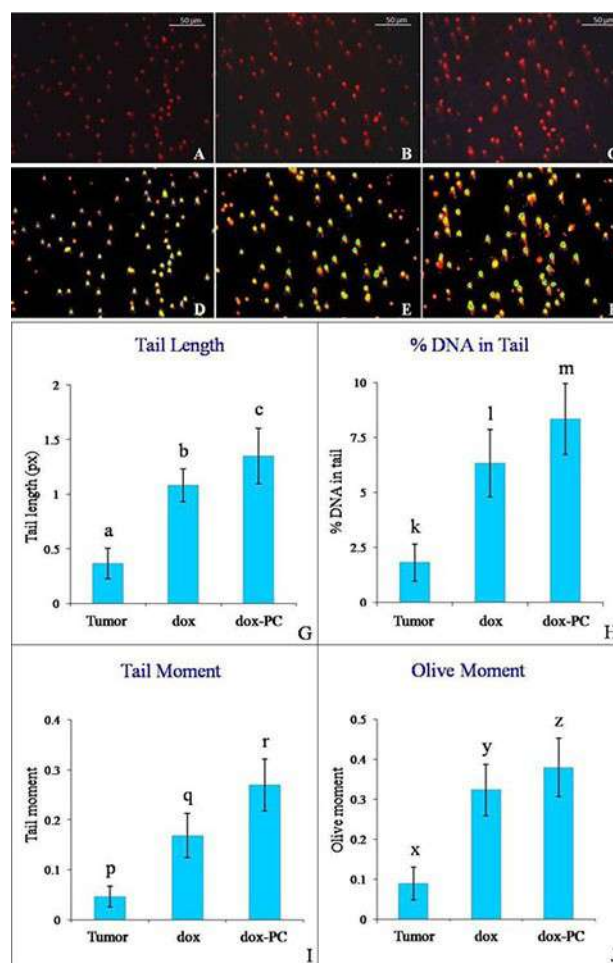 50 µm
50 µm
50 µm
A
B
C
D
E
Tail Length
Tail length (px)
2
1.5
1
0.5
0
a
b
c
Tumor dox dox-PC
G
% DNA in Tail
% DNA in tail
10
7.5
5
2.5
0
k
l
m
Tumor dox dox-PC
H
Tail Moment
Tail moment
0.4
0.3
0.2
0.1
0
p
q
r
Tumor dox dox-PC
I
Olive Moment
Olive moment
0.5
0.4
0.3
0.2
0.1
0
x
y
z
Tumor dox dox-PC